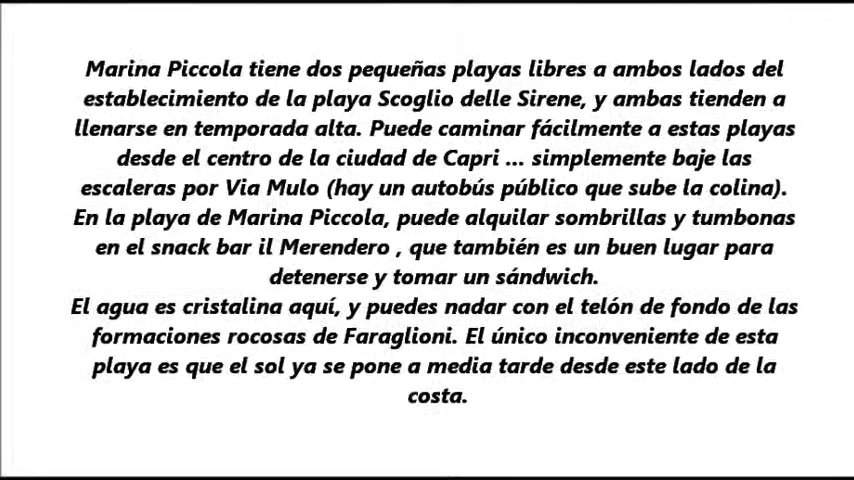 Marina Piccola tiene dos pequeñas playas libres a ambos lados del
establecimiento de la playa Scoglio delle Sirene, y ambas tienden a
llenarse en temporada alta. Puede caminar fácilmente a estas playas
desde el centro de la ciudad de Capri ... simplemente baje las
escaleras por Via Mulo (hay un autobús público que sube la colina).
En la playa de Marina Piccola, puede alquilar sombrillas y tumbonas
en el snack bar il Merendero , que también es un buen lugar para
detenerse y tomar un sándwich.
El agua es cristalina aquí, y puedes nadar con el telón de fondo de las
formaciones rocosas de Faraglioni. El único inconveniente de esta
playa es que el sol ya se pone a media tarde desde este lado de la
costa.